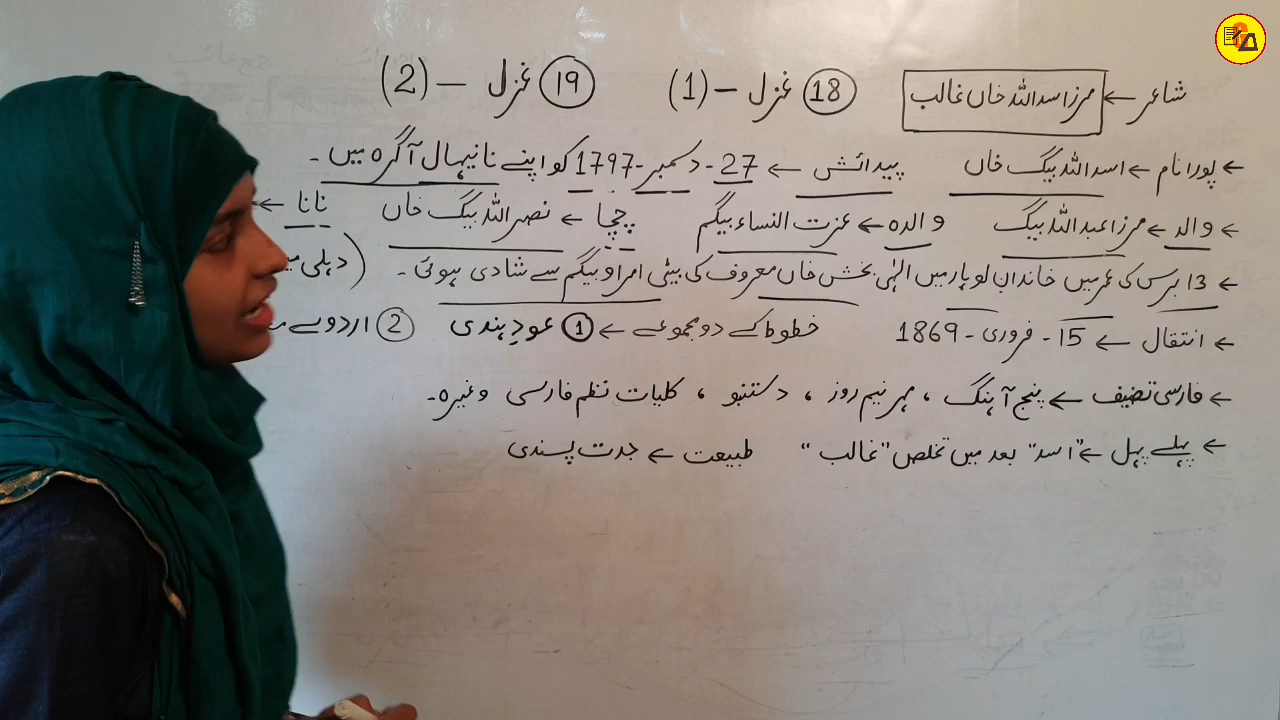 شاعر ← مرزا اسد اللہ خاں غالب (18) غزل – (1) (19) غزل – (2)
← پورا نام ← اسد اللہ بیگ خاں پیدائش ← 27 - دسمبر - 1797 کو اپنے نانیہال آگرہ میں ۔
← والد ← مرزا عبد اللہ بیگ والدہ ← عزت النساء بیگم چچا ← نصر اللہ بیگ خاں نانا ←
← 13 برس کی عمر میں خاندان لوہارو میں الٰہی بخش خاں معروف کی بیٹی امراو بیگم سے شادی ہوئی ۔ (دہلی
← انتقال ← 15 - فروری - 1869 خطوط کے دو مجموعے ← (1) عودِ ہندی (2) اردوے
← فارسی تصنیف ← پنج آہنگ ، مہر نیم روز ، دستنبو ، کلیات نظم فارسی وغیرہ ۔
← پہلے پہل ← "اسد" بعد میں تخلص "غالب" طبیعت ← جدت پسندی